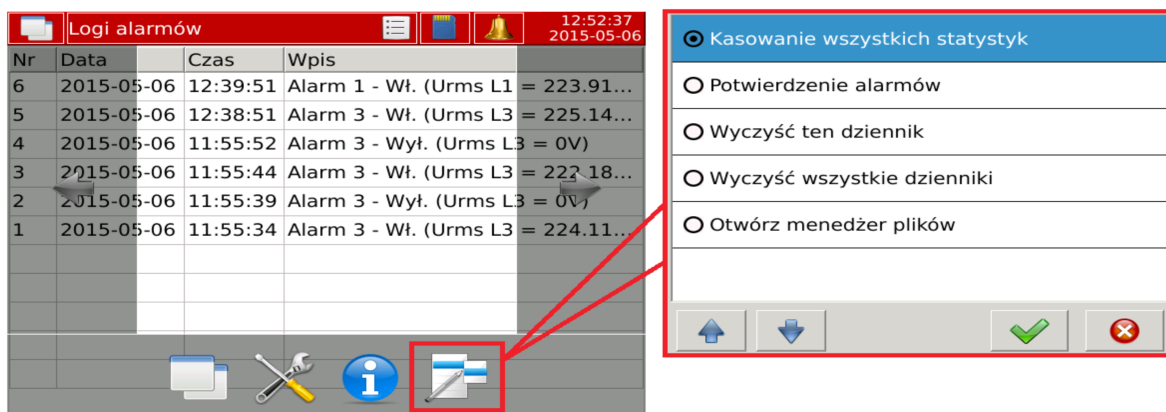 Logi alarmów
12:52:37
2015-05-06
Nr Data Czas Wpis
6 2015-05-06 12:39:51 Alarm 1 - Wł. (Urms L1 = 223.91...
5 2015-05-06 12:38:51 Alarm 3 - Wł. (Urms L3 = 225.14...
4 2015-05-06 11:55:52 Alarm 3 - Wył. (Urms L3 = 0V)
3 2015-05-06 11:55:44 Alarm 3 - Wł. (Urms L3 = 222.18...
2 2015-05-06 11:55:39 Alarm 3 - Wył. (Urms L3 = 0V)
1 2015-05-06 11:55:34 Alarm 3 - Wł. (Urms L3 = 224.11...
Kasowanie wszystkich statystyk
Potwierdzenie alarmów
Wyczyść ten dziennik
Wyczyść wszystkie dzienniki
Otwórz menedżer plików